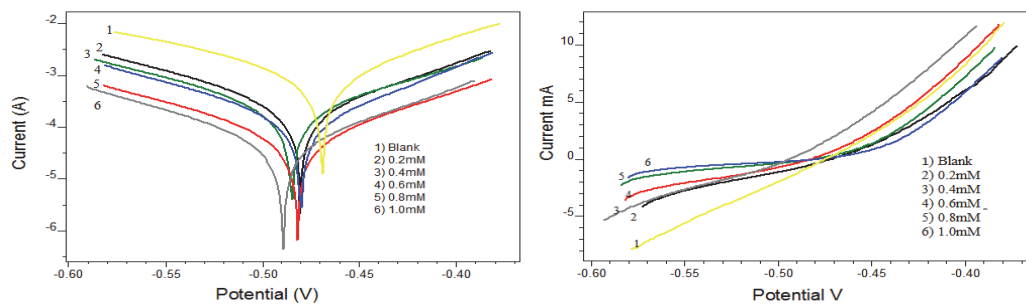 -2
-3
-4
-5
-6
Current (A)
1
2
3
4
5
6
1) Blank
2) 0.2mM
3) 0.4mM
4) 0.6mM
5) 0.8mM
6) 1.0mM
-0.60
-0.55
-0.50
-0.45
-0.40
Potential (V)
10
5
0
-5
Current mA
6
5
4
3
2
1
1) Blank
2) 0.2mM
3) 0.4mM
4) 0.6mM -
5) 0.8mM
6) 1.0mM
-0.60
-0.55
-0.50
-0.45
-0.40
Potential V